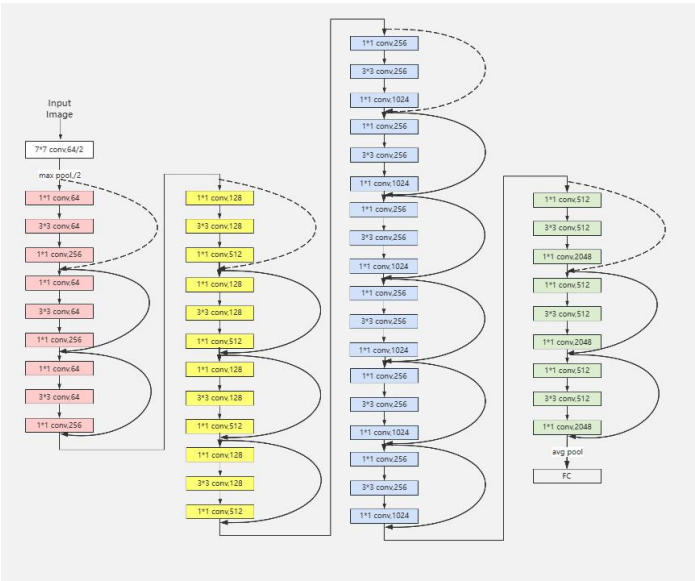 Input
Image
7*7 conv,64/2
max pool,/2
1*1 conv,64
3*3 conv,64
1*1 conv,256
1*1 conv,64
3*3 conv,64
1*1 conv,256
1*1 conv,64
3*3 conv,64
1*1 conv,256
1*1 conv,128
3*3 conv,128
1*1 conv,512
1*1 conv,128
3*3 conv,128
1*1 conv,512
1*1 conv,128
3*3 conv,128
1*1 conv,512
1*1 conv,128
3*3 conv,128
1*1 conv,512
1*1 conv,256
3*3 conv,256
1*1 conv,1024
1*1 conv,256
3*3 conv,256
1*1 conv,1024
1*1 conv,256
3*3 conv,256
1*1 conv,1024
1*1 conv,256
3*3 conv,256
1*1 conv,1024
1*1 conv,256
3*3 conv,256
1*1 conv,1024
1*1 conv,256
3*3 conv,256
1*1 conv,1024
1*1 conv,512
3*3 conv,512
1*1 conv,2048
1*1 conv,512
3*3 conv,512
1*1 conv,2048
1*1 conv,512
3*3 conv,512
1*1 conv,2048
avg pool
FC